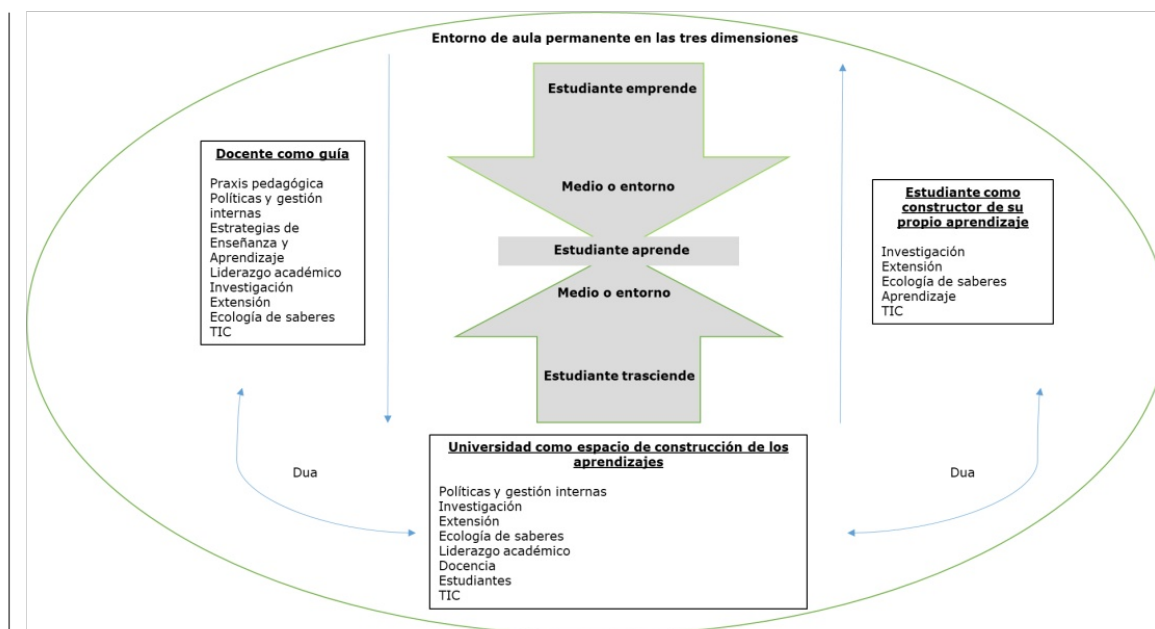 Entorno de aula permanente en las tres dimensiones
Estudiante emprende
Medio o entorno
Estudiante aprende
Medio o entorno
Estudiante trasciende
Docente como guía
Praxis pedagógica
Políticas y gestión
internas
Estrategias de
Enseñanza y
Aprendizaje
Liderazgo académico
Investigación
Extensión
Ecología de saberes
TIC
Estudiante como
constructor de su
propio aprendizaje
Investigación
Extensión
Ecología de saberes
Aprendizaje
TIC
Dua
Universidad como espacio de construcción de los
aprendizajes
Políticas y gestión internas
Investigación
Extensión
Ecología de saberes
Liderazgo académico
Docencia
Estudiantes
TIC
Dua